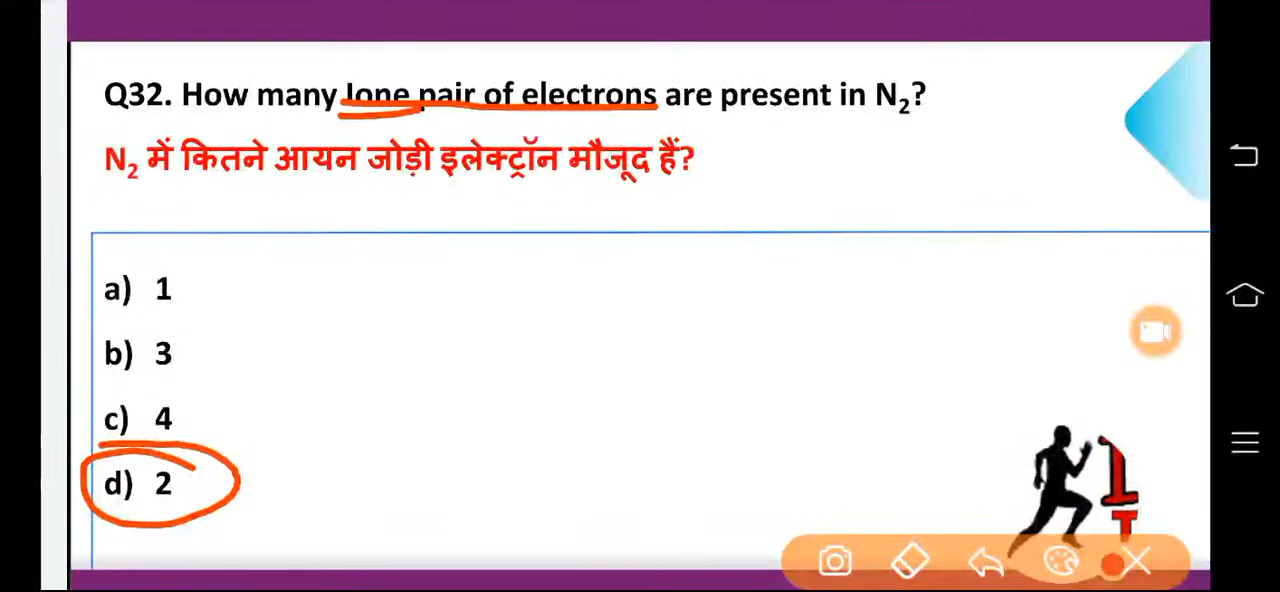 Q32. How many lone pair of electrons are present in N₂?
N₂ में कितने आयन जोड़ी इलेक्ट्रॉन मौजूद हैं?
a) 1
b) 3
c) 4
d) 2